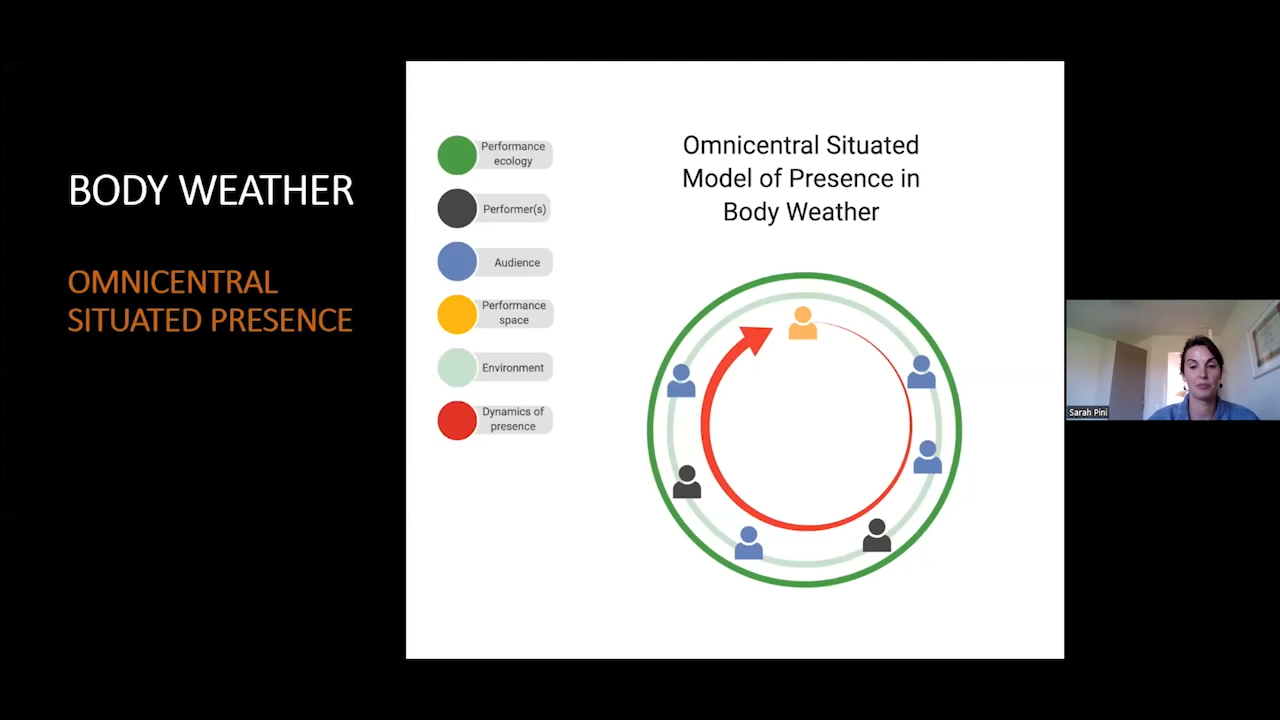 BODY WEATHER
OMNICENTRAL
SITUATED PRESENCE
Performance
ecology
Performer(s)
Audience
Performance
space
Environment
Dynamics of
presence
Omnicentral Situated
Model of Presence in
Body Weather
Sarah Pini